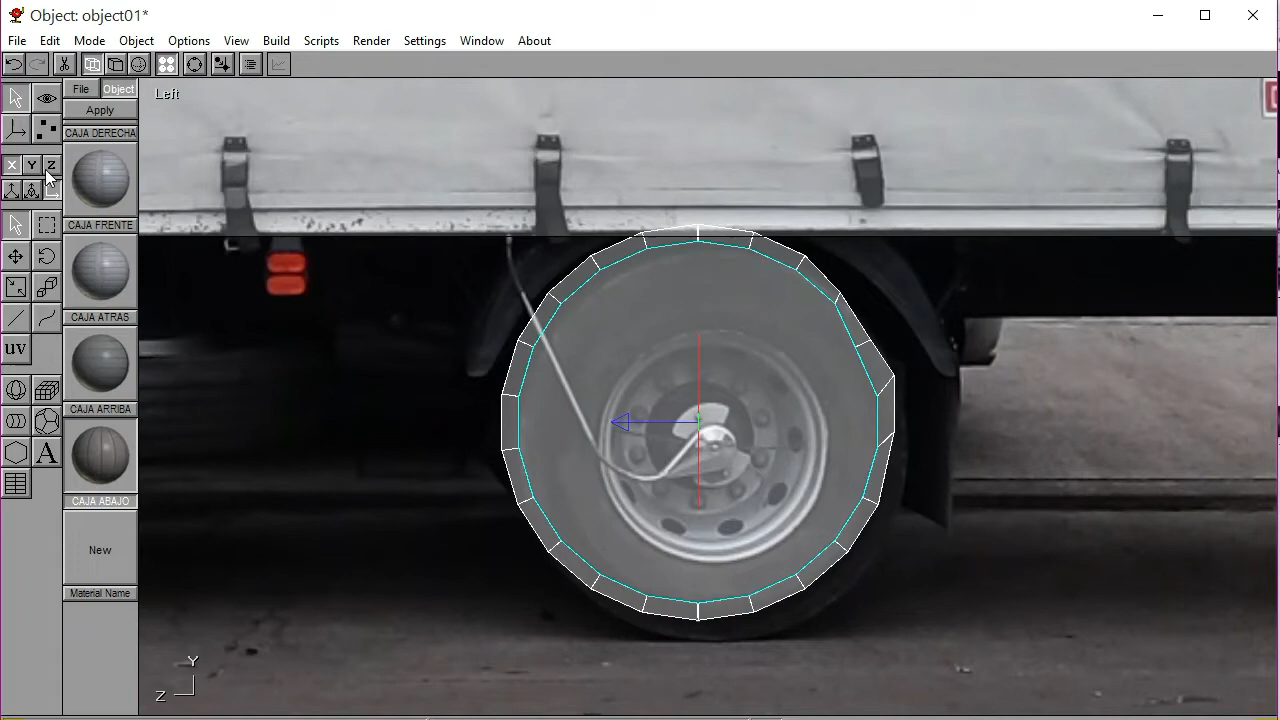 Object: object01*
File Edit Mode Object Options View Build Scripts Render Settings Window About
File Object
Apply
Left
CAJA DERECHA
X Y Z
CAJA FRENTE
CAJA ATRAS
uv
CAJA ARRIBA
A
CAJA ABAJO
New
Material Name
Y
Z